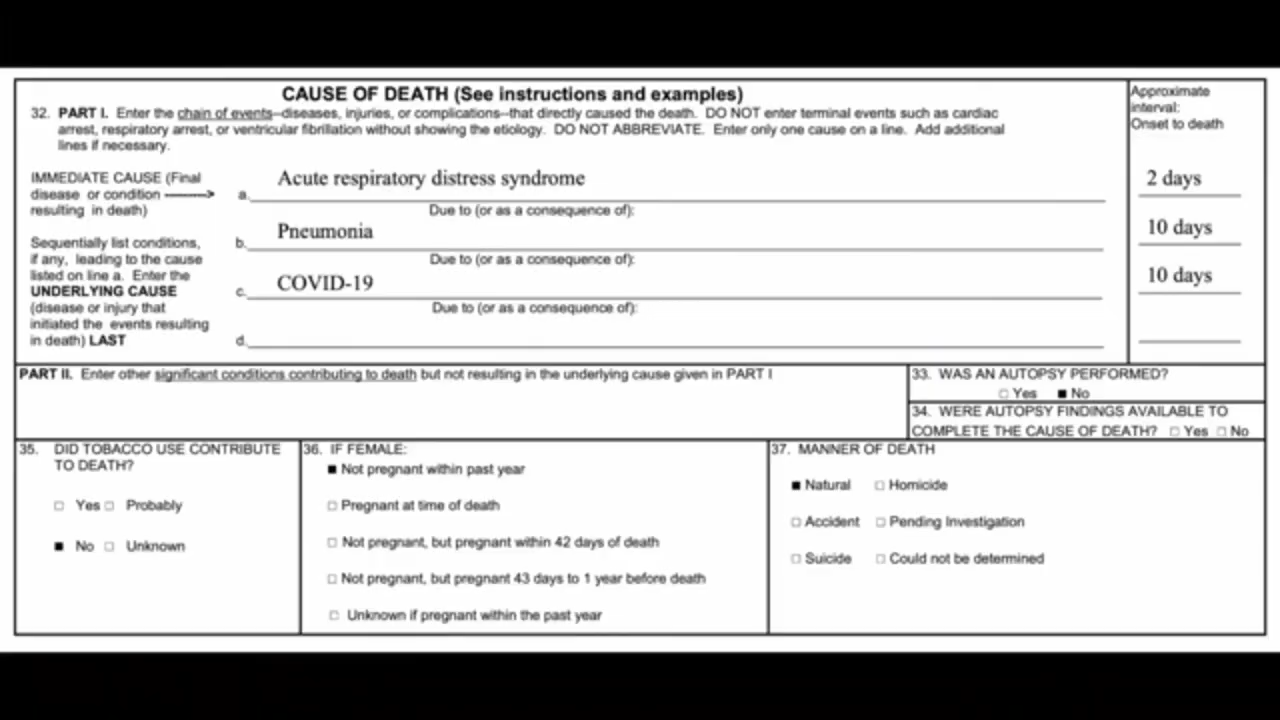 CAUSE OF DEATH (See instructions and examples)
32. PART I. Enter the chain of events--diseases, injuries, or complications--that directly caused the death. DO NOT enter terminal events such as cardiac
arrest, respiratory arrest, or ventricular fibrillation without showing the etiology. DO NOT ABBREVIATE. Enter only one cause on a line. Add additional
lines if necessary.
Approximate
interval:
Onset to death
IMMEDIATE CAUSE (Final
disease or condition --------->
resulting in death)
a. Acute respiratory distress syndrome
2 days
Due to (or as a consequence of):
Sequentially list conditions,
if any, leading to the cause
listed on line a. Enter the
UNDERLYING CAUSE
(disease or injury that
initiated the events resulting
in death) LAST
b. Pneumonia
10 days
Due to (or as a consequence of):
c. COVID-19
10 days
Due to (or as a consequence of):
d.
PART II. Enter other significant conditions contributing to death but not resulting in the underlying cause given in PART I
33. WAS AN AUTOPSY PERFORMED?
□ Yes ■ No
34. WERE AUTOPSY FINDINGS AVAILABLE TO
COMPLETE THE CAUSE OF DEATH? □ Yes □ No
35. DID TOBACCO USE CONTRIBUTE
TO DEATH?
□ Yes □ Probably
■ No □ Unknown
36. IF FEMALE:
■ Not pregnant within past year
□ Pregnant at time of death
□ Not pregnant, but pregnant within 42 days of death
□ Not pregnant, but pregnant 43 days to 1 year before death
□ Unknown if pregnant within the past year
37. MANNER OF DEATH
■ Natural □ Homicide
□ Accident □ Pending Investigation
□ Suicide □ Could not be determined